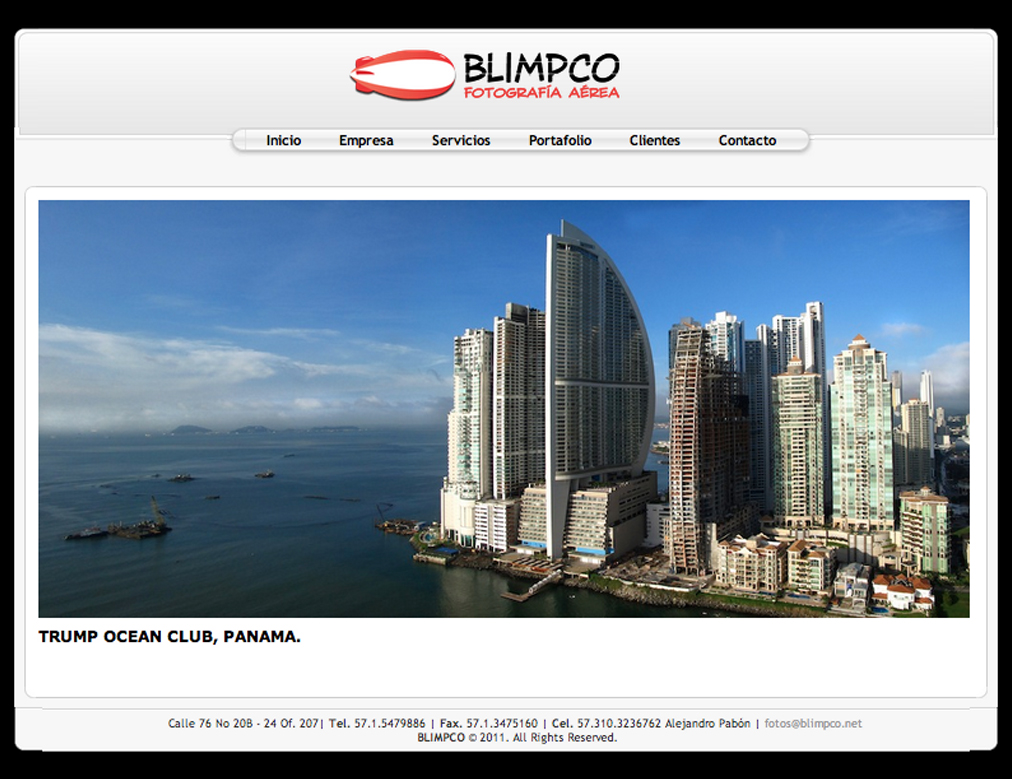 BLIMPCO
FOTOGRAFÍA AÉREA
Inicio Empresa Servicios Portafolio Clientes Contacto
TRUMP OCEAN CLUB, PANAMA.
Calle 76 No 20B - 24 Of. 207| Tel. 57.1.5479886 | Fax. 57.1.3475160 | Cel. 57.310.3236762 Alejandro Pabón | fotos@blimpco.net
BLIMPCO © 2011. All Rights Reserved.